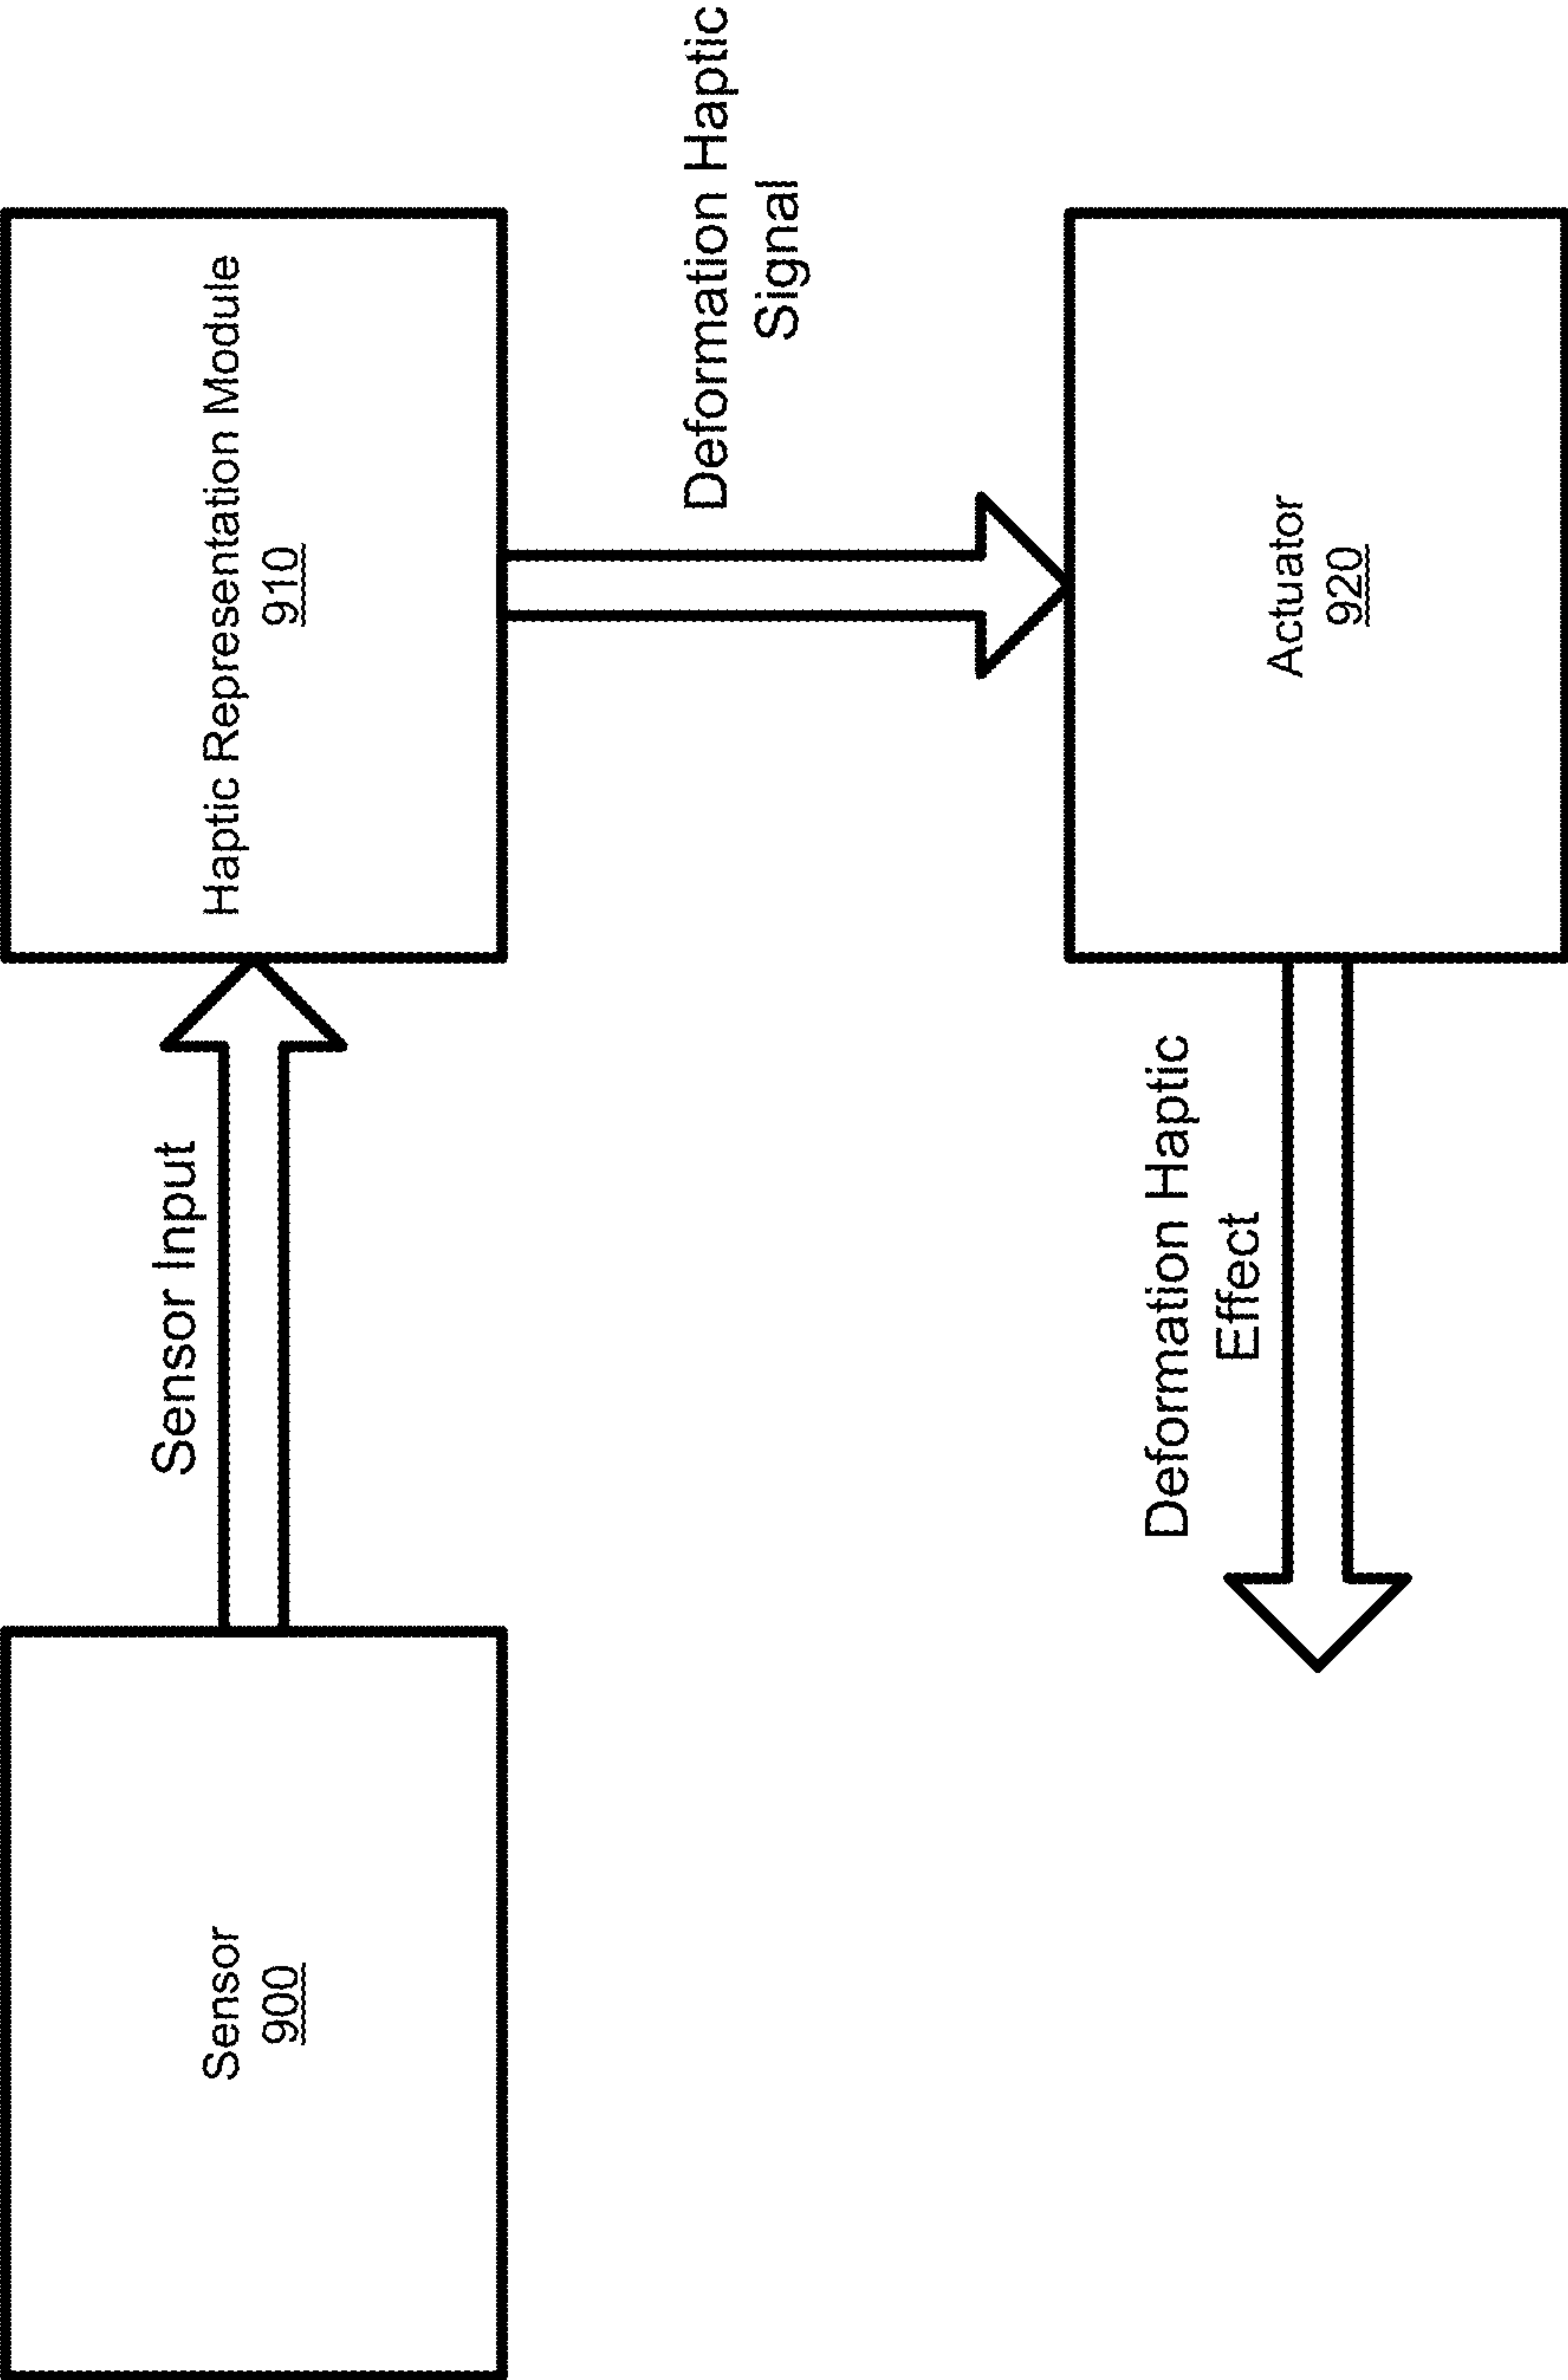 Sensor
900
Sensor Input
Haptic Representation Module
910
Deformation Haptic
Signal
Actuator
920
Deformation Haptic
Effect